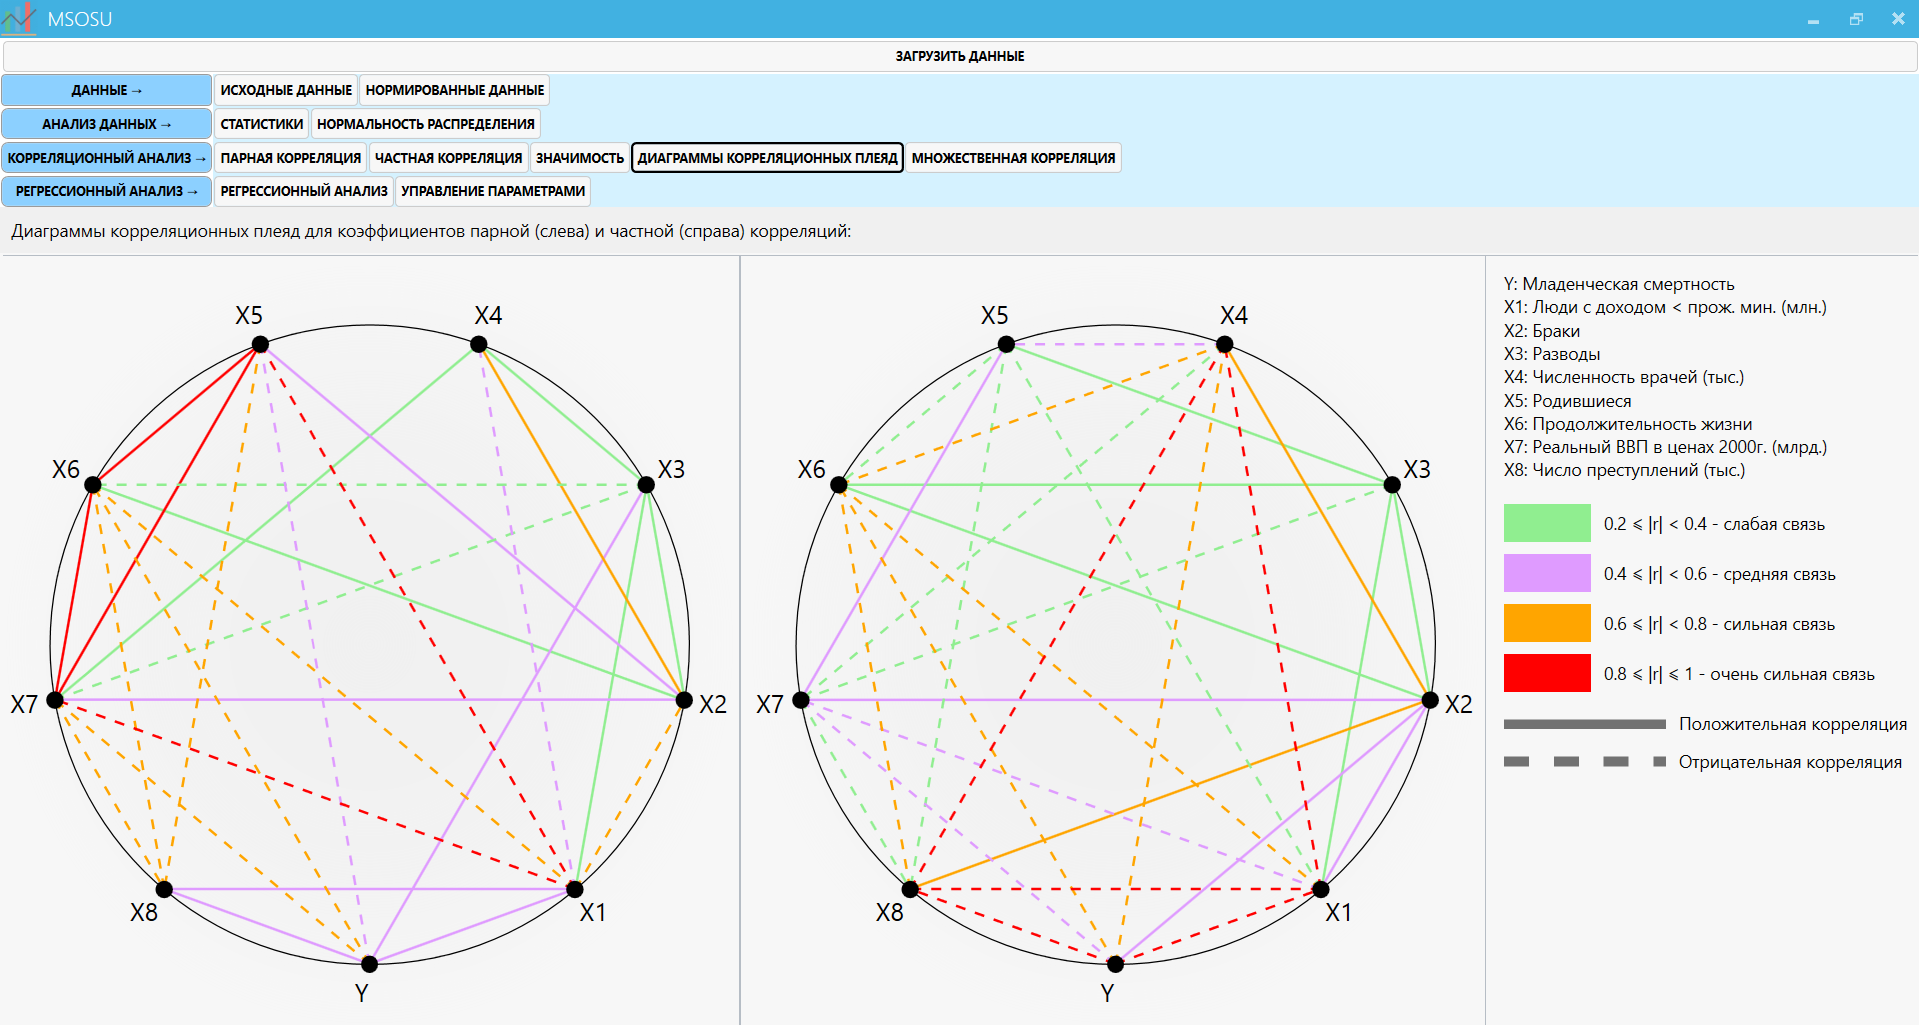 MSOSU
ЗАГРУЗИТЬ ДАННЫЕ
ДАННЫЕ → ИСХОДНЫЕ ДАННЫЕ НОРМИРОВАННЫЕ ДАННЫЕ
АНАЛИЗ ДАННЫХ → СТАТИСТИКИ НОРМАЛЬНОСТЬ РАСПРЕДЕЛЕНИЯ
КОРРЕЛЯЦИОННЫЙ АНАЛИЗ → ПАРНАЯ КОРРЕЛЯЦИЯ ЧАСТНАЯ КОРРЕЛЯЦИЯ ЗНАЧИМОСТЬ ДИАГРАММЫ КОРРЕЛЯЦИОННЫХ ПЛЕЯД МНОЖЕСТВЕННАЯ КОРРЕЛЯЦИЯ
РЕГРЕССИОННЫЙ АНАЛИЗ → РЕГРЕССИОННЫЙ АНАЛИЗ УПРАВЛЕНИЕ ПАРАМЕТРАМИ
Диаграммы корреляционных плеяд для коэффициентов парной (слева) и частной (справа) корреляций:
X5 X4
X6 X3
X7 X2
X8 X1
Y
X5 X4
X6 X3
X7 X2
X8 X1
Y
Y: Младенческая смертность
X1: Люди с доходом < прож. мин. (млн.)
X2: Браки
X3: Разводы
X4: Численность врачей (тыс.)
X5: Родившиеся
X6: Продолжительность жизни
X7: Реальный ВВП в ценах 2000г. (млрд.)
X8: Число преступлений (тыс.)
0.2 ⩽ |r| < 0.4 - слабая связь
0.4 ⩽ |r| < 0.6 - средняя связь
0.6 ⩽ |r| < 0.8 - сильная связь
0.8 ⩽ |r| ⩽ 1 - очень сильная связь
Положительная корреляция
Отрицательная корреляция